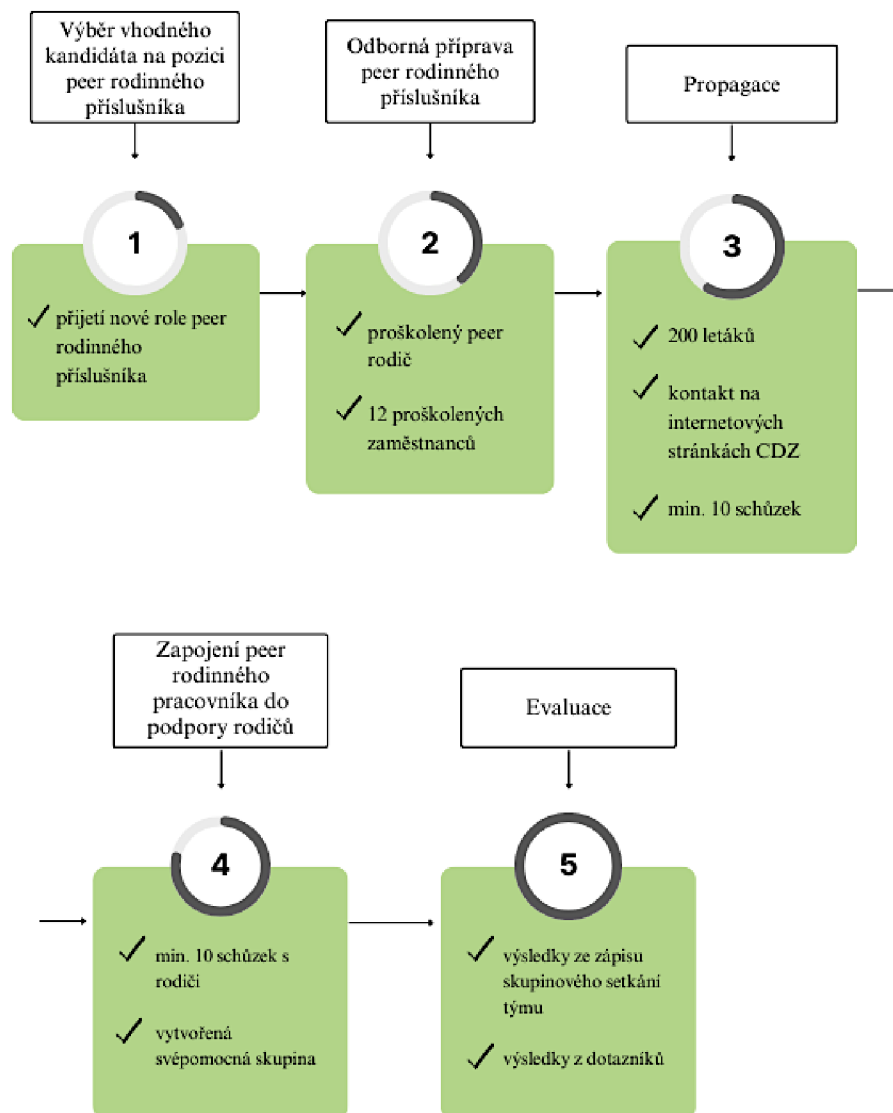 Výběr vhodného
kandidáta na pozici
peer rodinného
příslušníka
Odborná příprava
peer rodinného
příslušníka
Propagace
1
přijetí nové role peer
rodinného
příslušníka
2
proškolený peer
rodič
12 proškolených
zaměstnanců
3
200 letáků
kontakt na
internetových
stránkách CDZ
min. 10 schůzek
Zapojení peer
rodinného
pracovníka do
podpory rodičů
Evaluace
4
min. 10 schůzek s
rodiči
vytvořená
svépomocná skupina
5
výsledky ze zápisu
skupinového setkání
týmu
výsledky z dotazníků